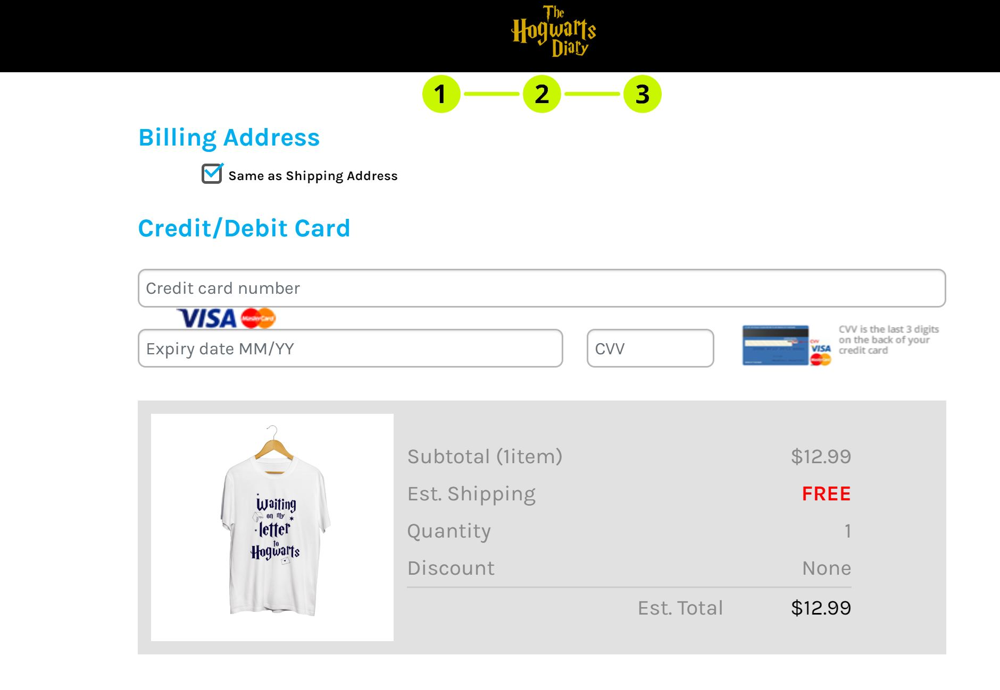 The
Hogwarts
Diary
1 2 3
Billing Address
Same as Shipping Address
Credit/Debit Card
Credit card number
VISA MasterCard
Expiry date MM/YY
CVV
CVV
VISA
MasterCard
CVV is the last 3 digits
on the back of your
credit card
Waiting
on my
letter
to
Hogwarts
Subtotal (1item) $12.99
Est. Shipping FREE
Quantity 1
Discount None
Est. Total $12.99